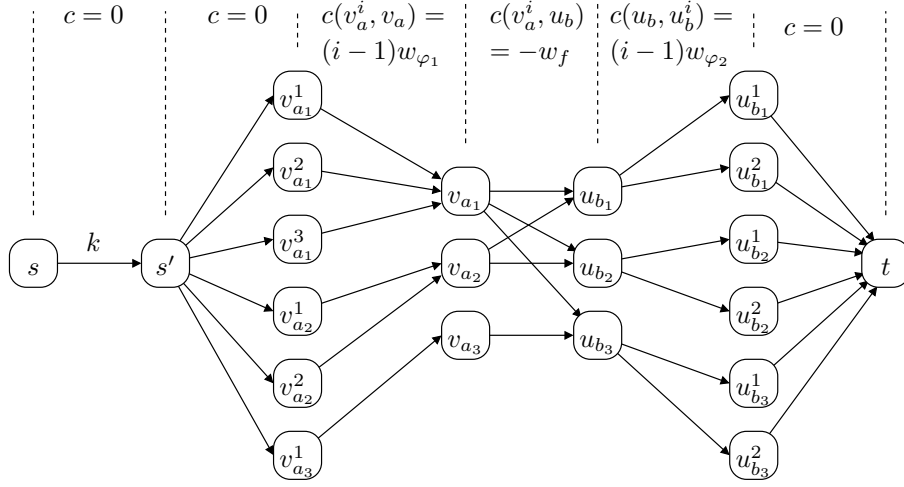 c = 0
c = 0
c(v_a^i, v_a) =
(i − 1)w_{φ_1}
c(v_a^i, u_b)
= −w_f
c(u_b, u_b^i) =
(i − 1)w_{φ_2}
c = 0
s
k
s′
v_{a_1}^1
v_{a_1}^2
v_{a_1}^3
v_{a_2}^1
v_{a_2}^2
v_{a_3}^1
v_{a_1}
v_{a_2}
v_{a_3}
u_{b_1}
u_{b_2}
u_{b_3}
u_{b_1}^1
u_{b_1}^2
u_{b_2}^1
u_{b_2}^2
u_{b_3}^1
u_{b_3}^2
t